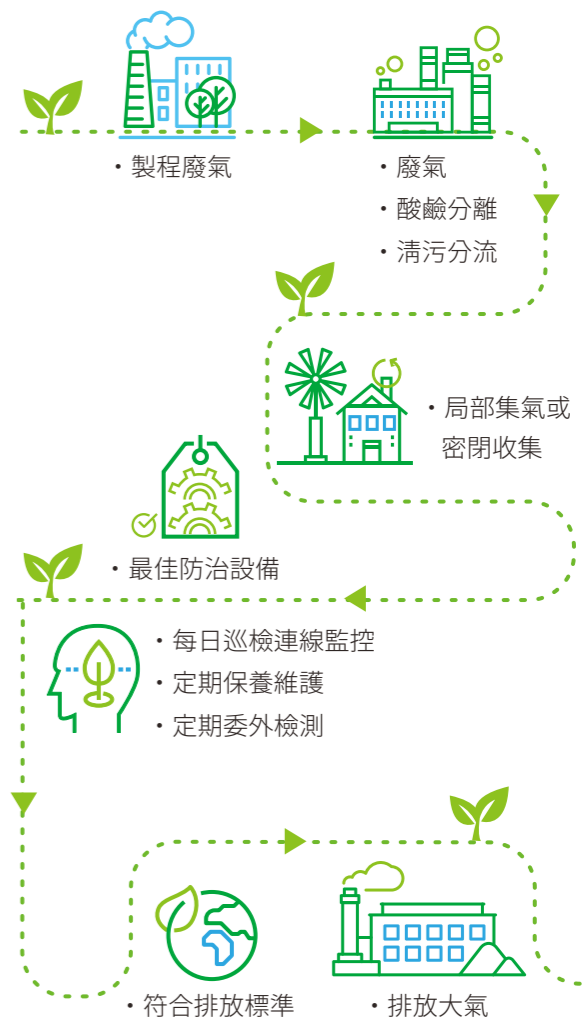 ・製程廢氣
・廢氣
・酸鹼分離
・清污分流
・局部集氣或
密閉收集
・最佳防治設備
・每日巡檢連線監控
・定期保養維護
・定期委外檢測
・符合排放標準
・排放大氣